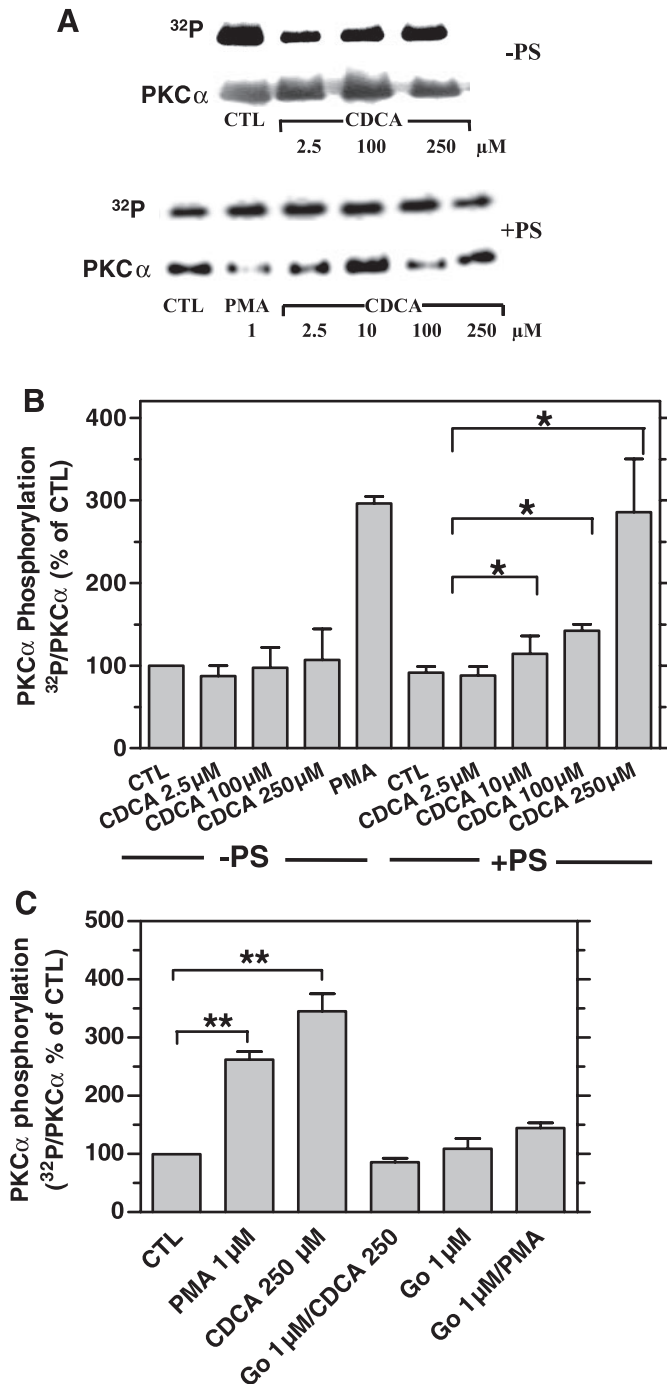 A
32P
-PS
PKCα
CTL CDCA
2.5 100 250 µM
32P
+PS
PKCα
CTL PMA CDCA
1 2.5 10 100 250 µM
B
PKCα Phosphorylation
32P/PKCα (% of CTL)
400
300
200
100
0
*
*
*
CTL
CDCA 2.5µM
CDCA 100µM
CDCA 250µM
PMA
CTL
CDCA 2.5µM
CDCA 10µM
CDCA 100µM
CDCA 250µM
-PS +PS
C
PKCα phosphorylation
(32P/PKCα % of CTL)
500
400
300
200
100
0
**
**
CTL
PMA 1µM
CDCA 250 µM
Go 1µM/CDCA 250
Go 1µM
Go 1µM/PMA